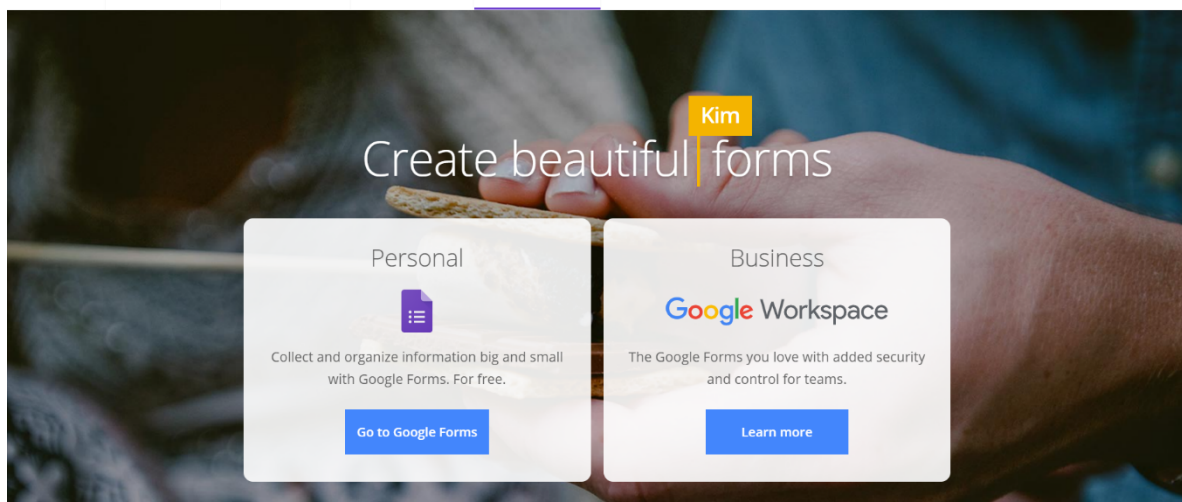 Kim
Create beautiful forms
Personal
Collect and organize information big and small
with Google Forms. For free.
Go to Google Forms
Business
Google Workspace
The Google Forms you love with added security
and control for teams.
Learn more